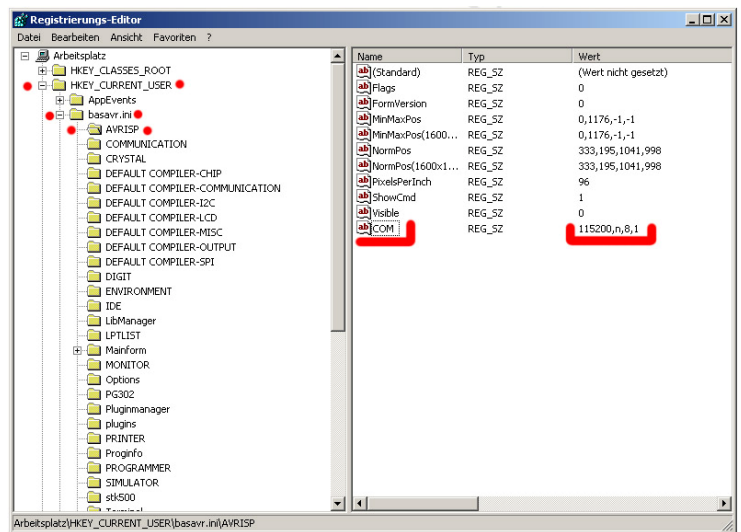 Registrierungs-Editor
Datei Bearbeiten Ansicht Favoriten ?
Arbeitsplatz
HKEY_CLASSES_ROOT
HKEY_CURRENT_USER
AppEvents
basavr.ini
AVRISP
COMMUNICATION
CRYSTAL
DEFAULT COMPILER-CHIP
DEFAULT COMPILER-COMMUNICATION
DEFAULT COMPILER-I2C
DEFAULT COMPILER-LCD
DEFAULT COMPILER-MISC
DEFAULT COMPILER-OUTPUT
DEFAULT COMPILER-SPI
DIGIT
ENVIRONMENT
IDE
LibManager
LPTLIST
Mainform
MONITOR
Options
PG302
Pluginmanager
plugins
PRINTER
Proginfo
PROGRAMMER
SIMULATOR
stk500
Terminal
Name Typ Wert
(Standard) REG_SZ (Wert nicht gesetzt)
Flags REG_SZ 0
FormVersion REG_SZ 0
MinMaxPos REG_SZ 0,1176,-1,-1
MinMaxPos(1600... REG_SZ 0,1176,-1,-1
NormPos REG_SZ 333,195,1041,998
NormPos(1600x1... REG_SZ 333,195,1041,998
PixelsPerInch REG_SZ 96
ShowCmd REG_SZ 1
Visible REG_SZ 0
COM REG_SZ 115200,n,8,1
Arbeitsplatz\HKEY_CURRENT_USER\basavr.ini\AVRISP